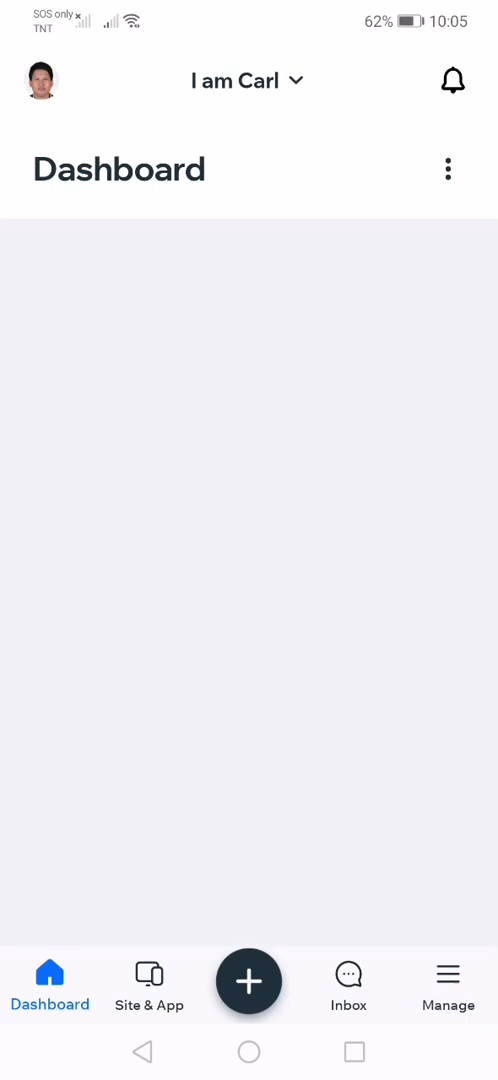 SOS only
TNT
62% 10:05
I am Carl
Dashboard
Dashboard
Site & App
Inbox
Manage